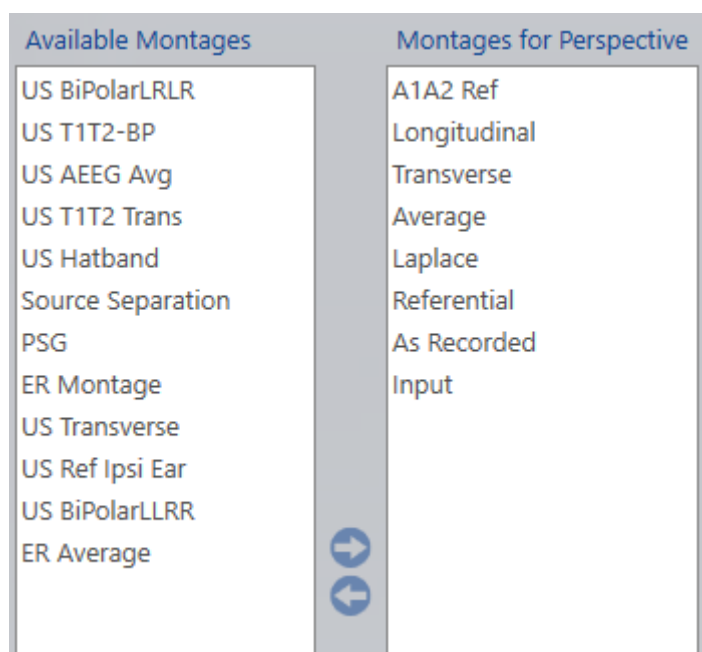 Available Montages
US BiPolarLRLR
US T1T2-BP
US AEEG Avg
US T1T2 Trans
US Hatband
Source Separation
PSG
ER Montage
US Transverse
US Ref Ipsi Ear
US BiPolarLLRR
ER Average
Montages for Perspective
A1A2 Ref
Longitudinal
Transverse
Average
Laplace
Referential
As Recorded
Input